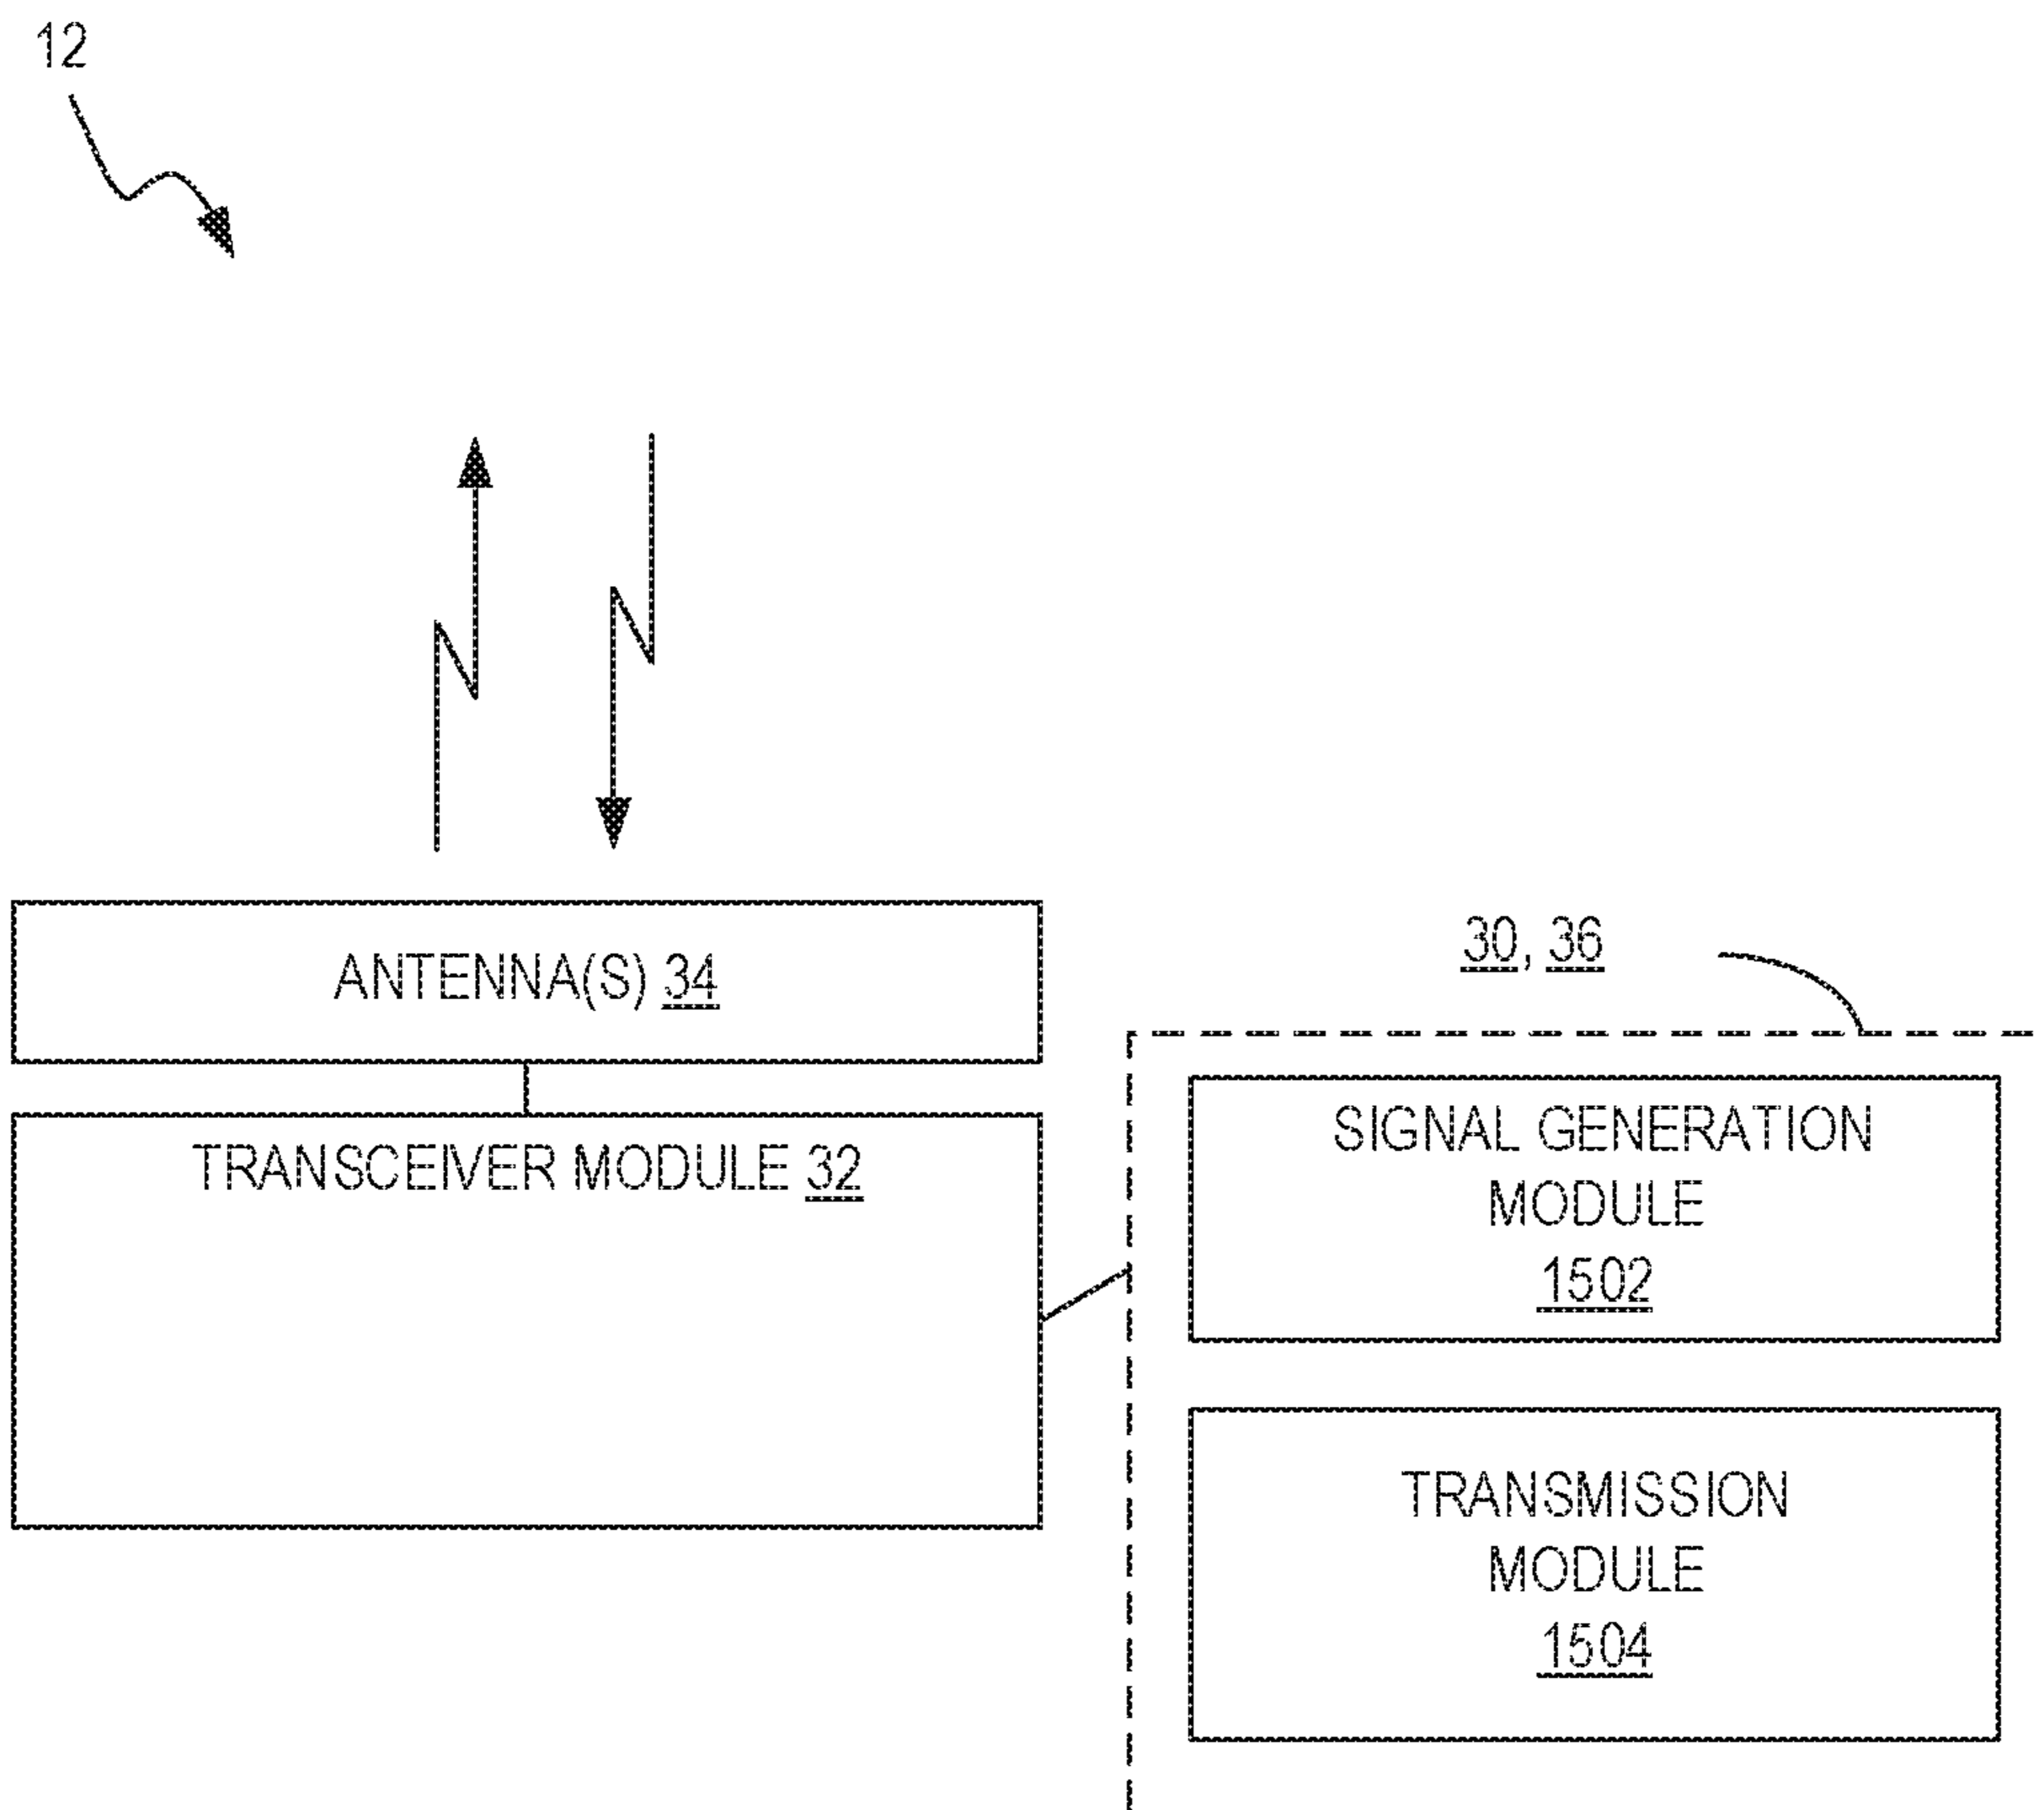 12
ANTENNA(S) 34
30, 36
TRANSCEIVER MODULE 32
SIGNAL GENERATION
MODULE
1502
TRANSMISSION
MODULE
1504